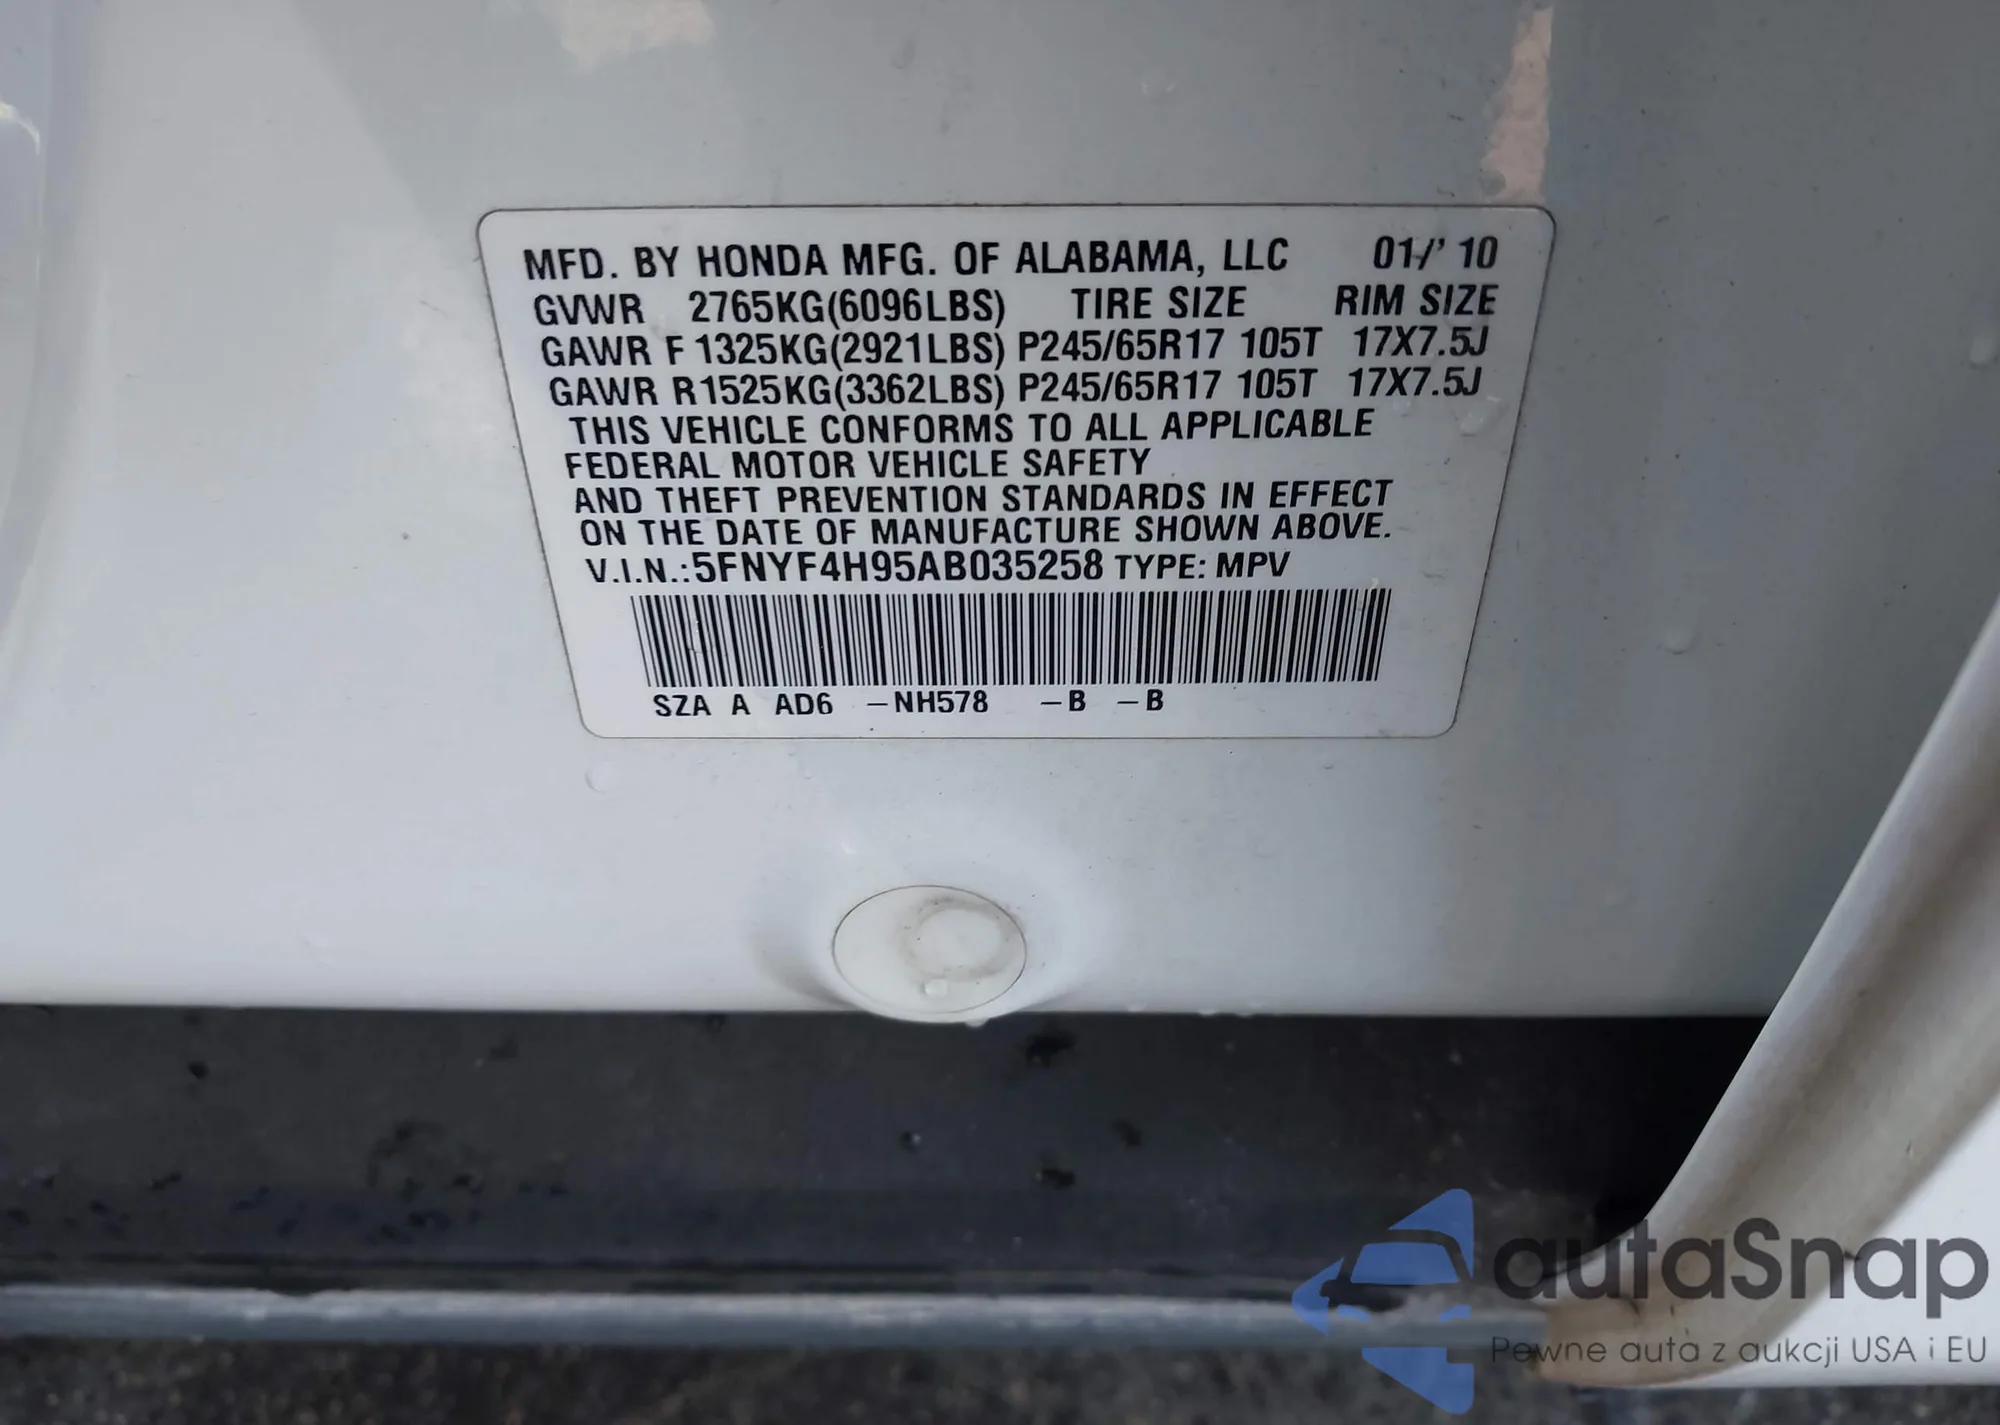 MFD. BY HONDA MFG. OF ALABAMA, LLC 01/' 10
GVWR 2765KG(6096LBS) TIRE SIZE RIM SIZE
GAWR F 1325KG(2921LBS) P245/65R17 105T 17X7.5J
GAWR R 1525KG(3362LBS) P245/65R17 105T 17X7.5J
THIS VEHICLE CONFORMS TO ALL APPLICABLE
FEDERAL MOTOR VEHICLE SAFETY
AND THEFT PREVENTION STANDARDS IN EFFECT
ON THE DATE OF MANUFACTURE SHOWN ABOVE.
V.I.N.:5FNYF4H95AB035258 TYPE: MPV
SZA A AD6 -NH578 -B -B
autaSnap
Pewne auta z aukcji USA i EU